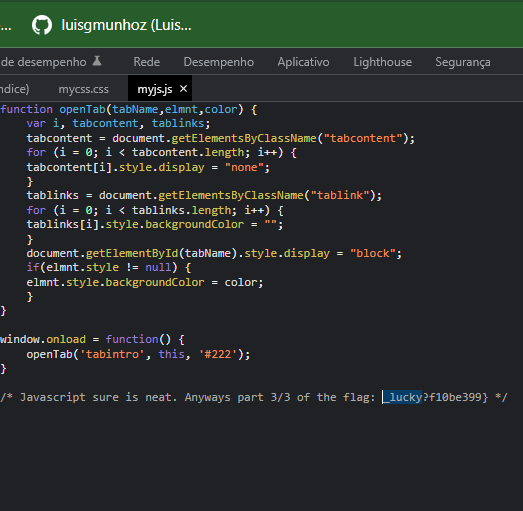 ...
luisgmunhoz (Luis...
de desempenho
Rede
Desempenho
Aplicativo
Lighthouse
Segurança
ndice)
mycss.css
myjs.js ×
function openTab(tabName,elmnt,color) {
var i, tabcontent, tablinks;
tabcontent = document.getElementsByClassName("tabcontent");
for (i = 0; i < tabcontent.length; i++) {
tabcontent[i].style.display = "none";
}
tablinks = document.getElementsByClassName("tablink");
for (i = 0; i < tablinks.length; i++) {
tablinks[i].style.backgroundColor = "";
}
document.getElementById(tabName).style.display = "block";
if(elmnt.style != null) {
elmnt.style.backgroundColor = color;
}
}
window.onload = function() {
openTab('tabintro', this, '#222');
}
/* Javascript sure is neat. Anyways part 3/3 of the flag: _lucky?f10be399} */